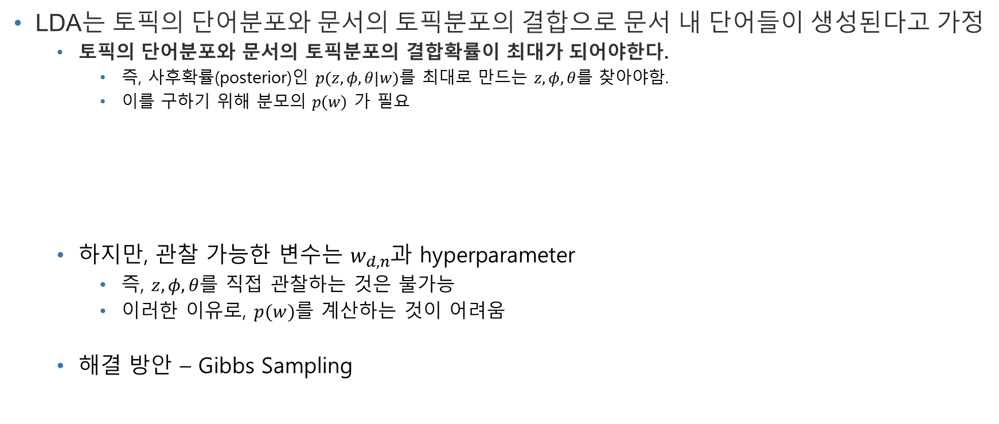 • LDA는 토픽의 단어분포와 문서의 토픽분포의 결합으로 문서 내 단어들이 생성된다고 가정
• 토픽의 단어분포와 문서의 토픽분포의 결합확률이 최대가 되어야한다.
• 즉, 사후확률(posterior)인 p(z, ϕ, θ|w)를 최대로 만드는 z, ϕ, θ를 찾아야함.
• 이를 구하기 위해 분모의 p(w) 가 필요
• 하지만, 관찰 가능한 변수는 w_{d,n}과 hyperparameter
• 즉, z, ϕ, θ를 직접 관찰하는 것은 불가능
• 이러한 이유로, p(w)를 계산하는 것이 어려움
• 해결 방안 – Gibbs Sampling